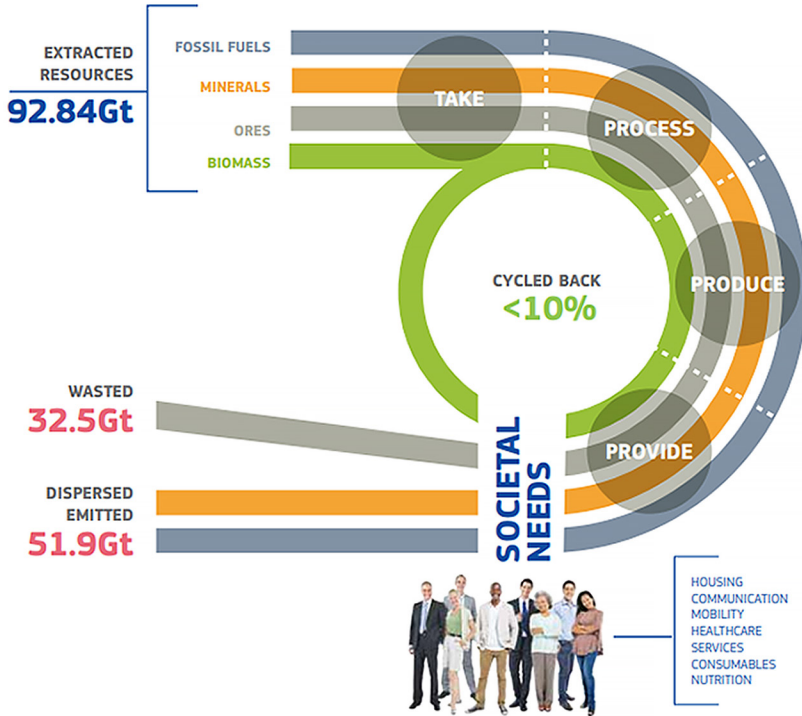 EXTRACTED
RESOURCES
92.84Gt
FOSSIL FUELS
MINERALS
ORES
BIOMASS
TAKE
PROCESS
PRODUCE
PROVIDE
CYCLED BACK
<10%
WASTED
32.5Gt
DISPERSED
EMITTED
51.9Gt
SOCIETAL
NEEDS
HOUSING
COMMUNICATION
MOBILITY
HEALTHCARE
SERVICES
CONSUMABLES
NUTRITION